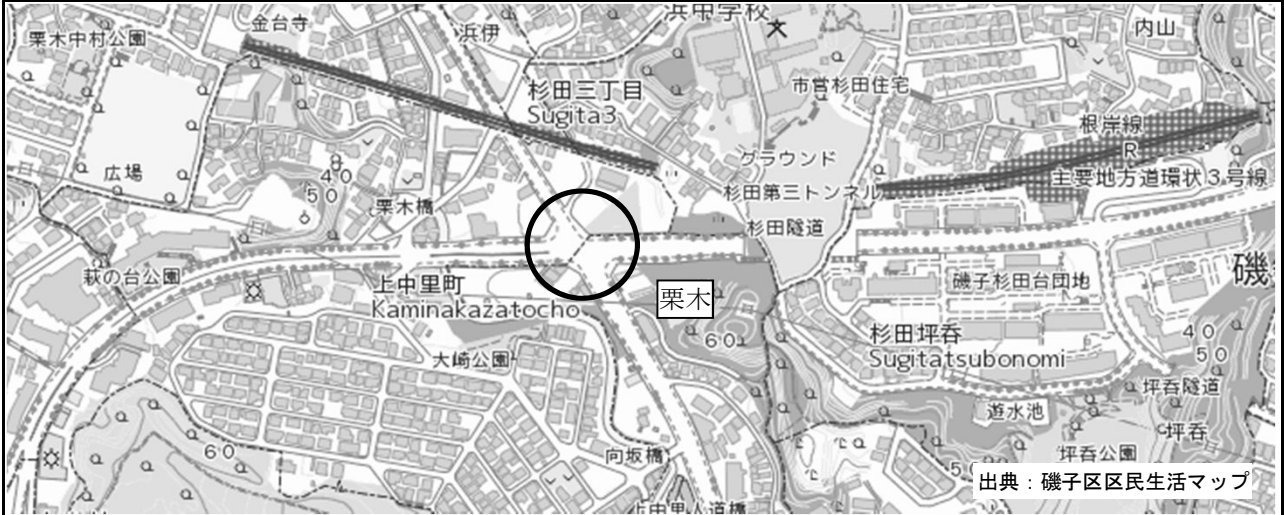 金台寺
浜伊
浜中学校
内山
栗木中村公園
杉田三丁目
Sugita3
市営杉田住宅
根岸線
R
グラウンド
主要地方道環状3号線
広場
40
50
栗木橋
杉田第三トンネル
杉田隧道
萩の台公園
上中里町
Kaminakazatocho
栗木
磯子杉田台団地
磯
大崎公園
60
杉田坪呑
Sugitatsubonomi
40
50
坪呑隧道
遊水池
坪呑
60
向坂橋
坪呑公園
上中里人道橋
出典：磯子区区民生活マップ